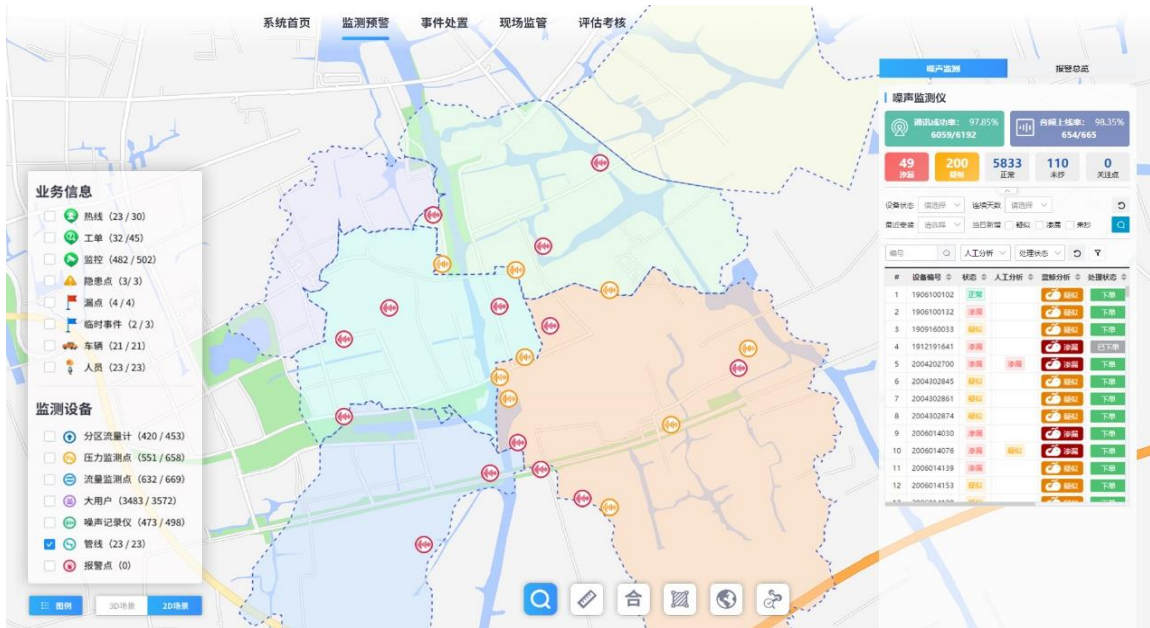 系统首页 监测预警 事件处置 现场监管 评估考核
业务信息
热线（23 / 30）
工单（32 /45）
监控（482 / 502）
隐患点（3/ 3）
漏点（4 / 4）
临时事件（2 / 3）
车辆（21 / 21）
人员（23 / 23）
监测设备
分区流量计（420 / 453）
压力监测点（551 / 658）
流量监测点（632 / 669）
大用户（3483 / 3572）
噪声记录仪（473 / 498）
管线（23 / 23）
报警点（0）
图例 3D场景 2D场景
噪声监测 报警总览
噪声监测仪
通讯成功率： 97.85% 音频上线率： 98.35%
6059/6192 654/665
49 200 5833 110 0
渗漏 疑似 正常 未抄 关注点
设备状态 请选择 连续天数 请选择
最近安装 请选择 当日新增 疑似 渗漏 未抄
编号 人工分析 处理状态
# 设备编号 状态 人工分析 蓝鲸分析 处理状态
1 1906100102 正常 疑似 下单
2 1906100132 渗漏 疑似 下单
3 1909160033 疑似 疑似 下单
4 1912191641 渗漏 渗漏 已下单
5 2004202700 渗漏 渗漏 渗漏 下单
6 2004302845 疑似 疑似 下单
7 2004302861 疑似 疑似 下单
8 2004302874 疑似 疑似 下单
9 2006014030 渗漏 渗漏 下单
10 2006014076 渗漏 疑似 渗漏 下单
11 2006014139 渗漏 疑似 下单
12 2006014153 疑似 疑似 下单
合